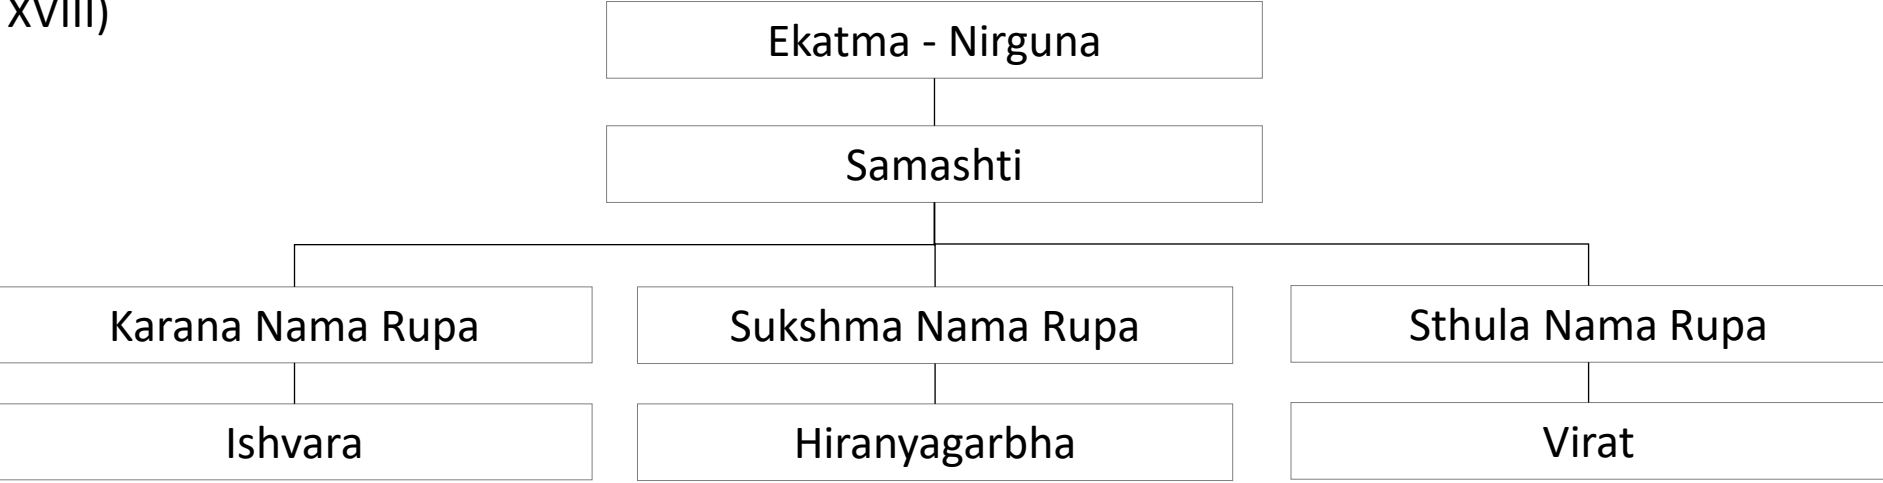 XVIII)
Ekatma - Nirguna
Samashti
Karana Nama Rupa
Sukshma Nama Rupa
Sthula Nama Rupa
Ishvara
Hiranyagarbha
Virat